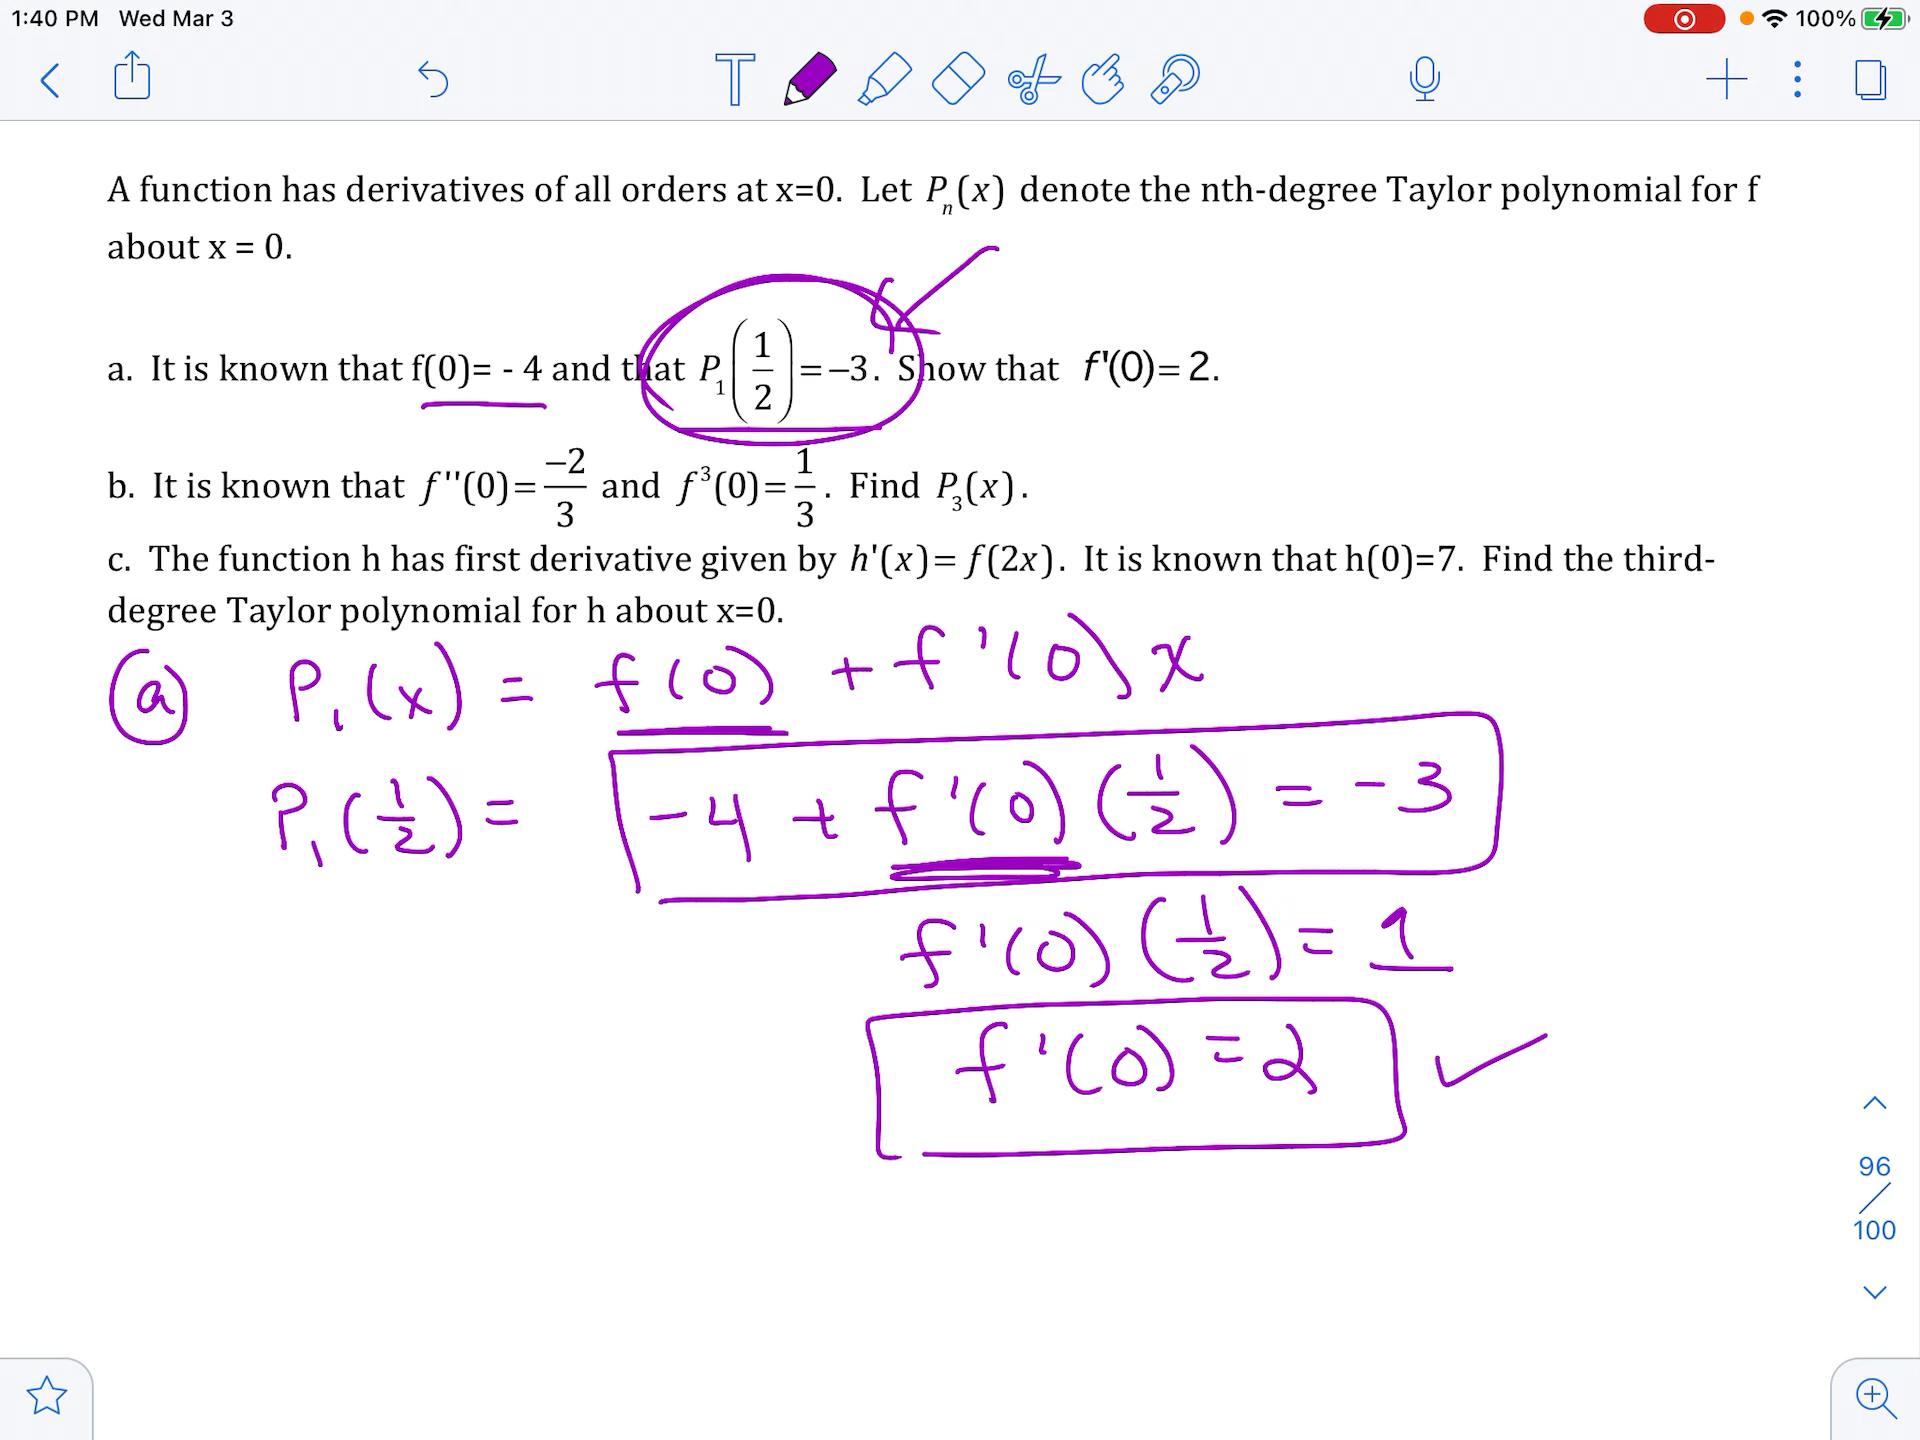 1:40 PM Wed Mar 3 100%
T
A function has derivatives of all orders at x=0. Let Pₙ(x) denote the nth-degree Taylor polynomial for f
about x = 0.
a. It is known that f(0)= - 4 and that P₁(1/2)=−3. Show that f'(0)= 2.
b. It is known that f''(0)=−2/3 and f³(0)=1/3. Find P₃(x).
c. The function h has first derivative given by h'(x)=f(2x). It is known that h(0)=7. Find the third-
degree Taylor polynomial for h about x=0.
(a) P₁(x) = f(0) + f'(0)x
P₁(1/2) = -4 + f'(0)(1/2) = -3
f'(0)(1/2) = 1
f'(0) = 2 ✓
96
/
100